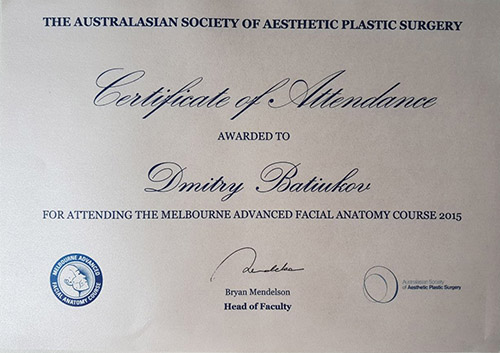 THE AUSTRALASIAN SOCIETY OF AESTHETIC PLASTIC SURGERY
Certificate of Attendance
AWARDED TO
Dmitry Batiukov
FOR ATTENDING THE MELBOURNE ADVANCED FACIAL ANATOMY COURSE 2015
MELBOURNE ADVANCED
FACIAL ANATOMY COURSE
Mendelson
Bryan Mendelson
Head of Faculty
Australasian Society
of Aesthetic Plastic Surgery